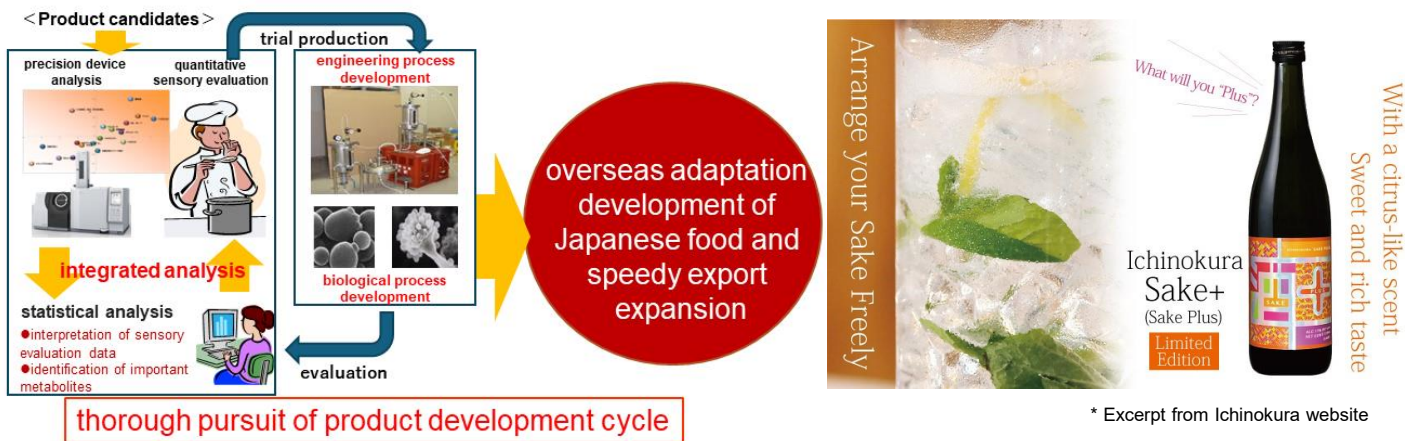 ＜Product candidates＞
trial production
precision device
analysis
quantitative
sensory evaluation
integrated analysis
statistical analysis
●interpretation of sensory
evaluation data
●identification of important
metabolites
engineering process
development
biological process
development
evaluation
thorough pursuit of product development cycle
overseas adaptation
development of
Japanese food and
speedy export
expansion
Arrange your Sake Freely
What will you "Plus"?
Ichinokura
Sake+
(Sake Plus)
Limited
Edition
SAKE
With a citrus-like scent
Sweet and rich taste
* Excerpt from Ichinokura website